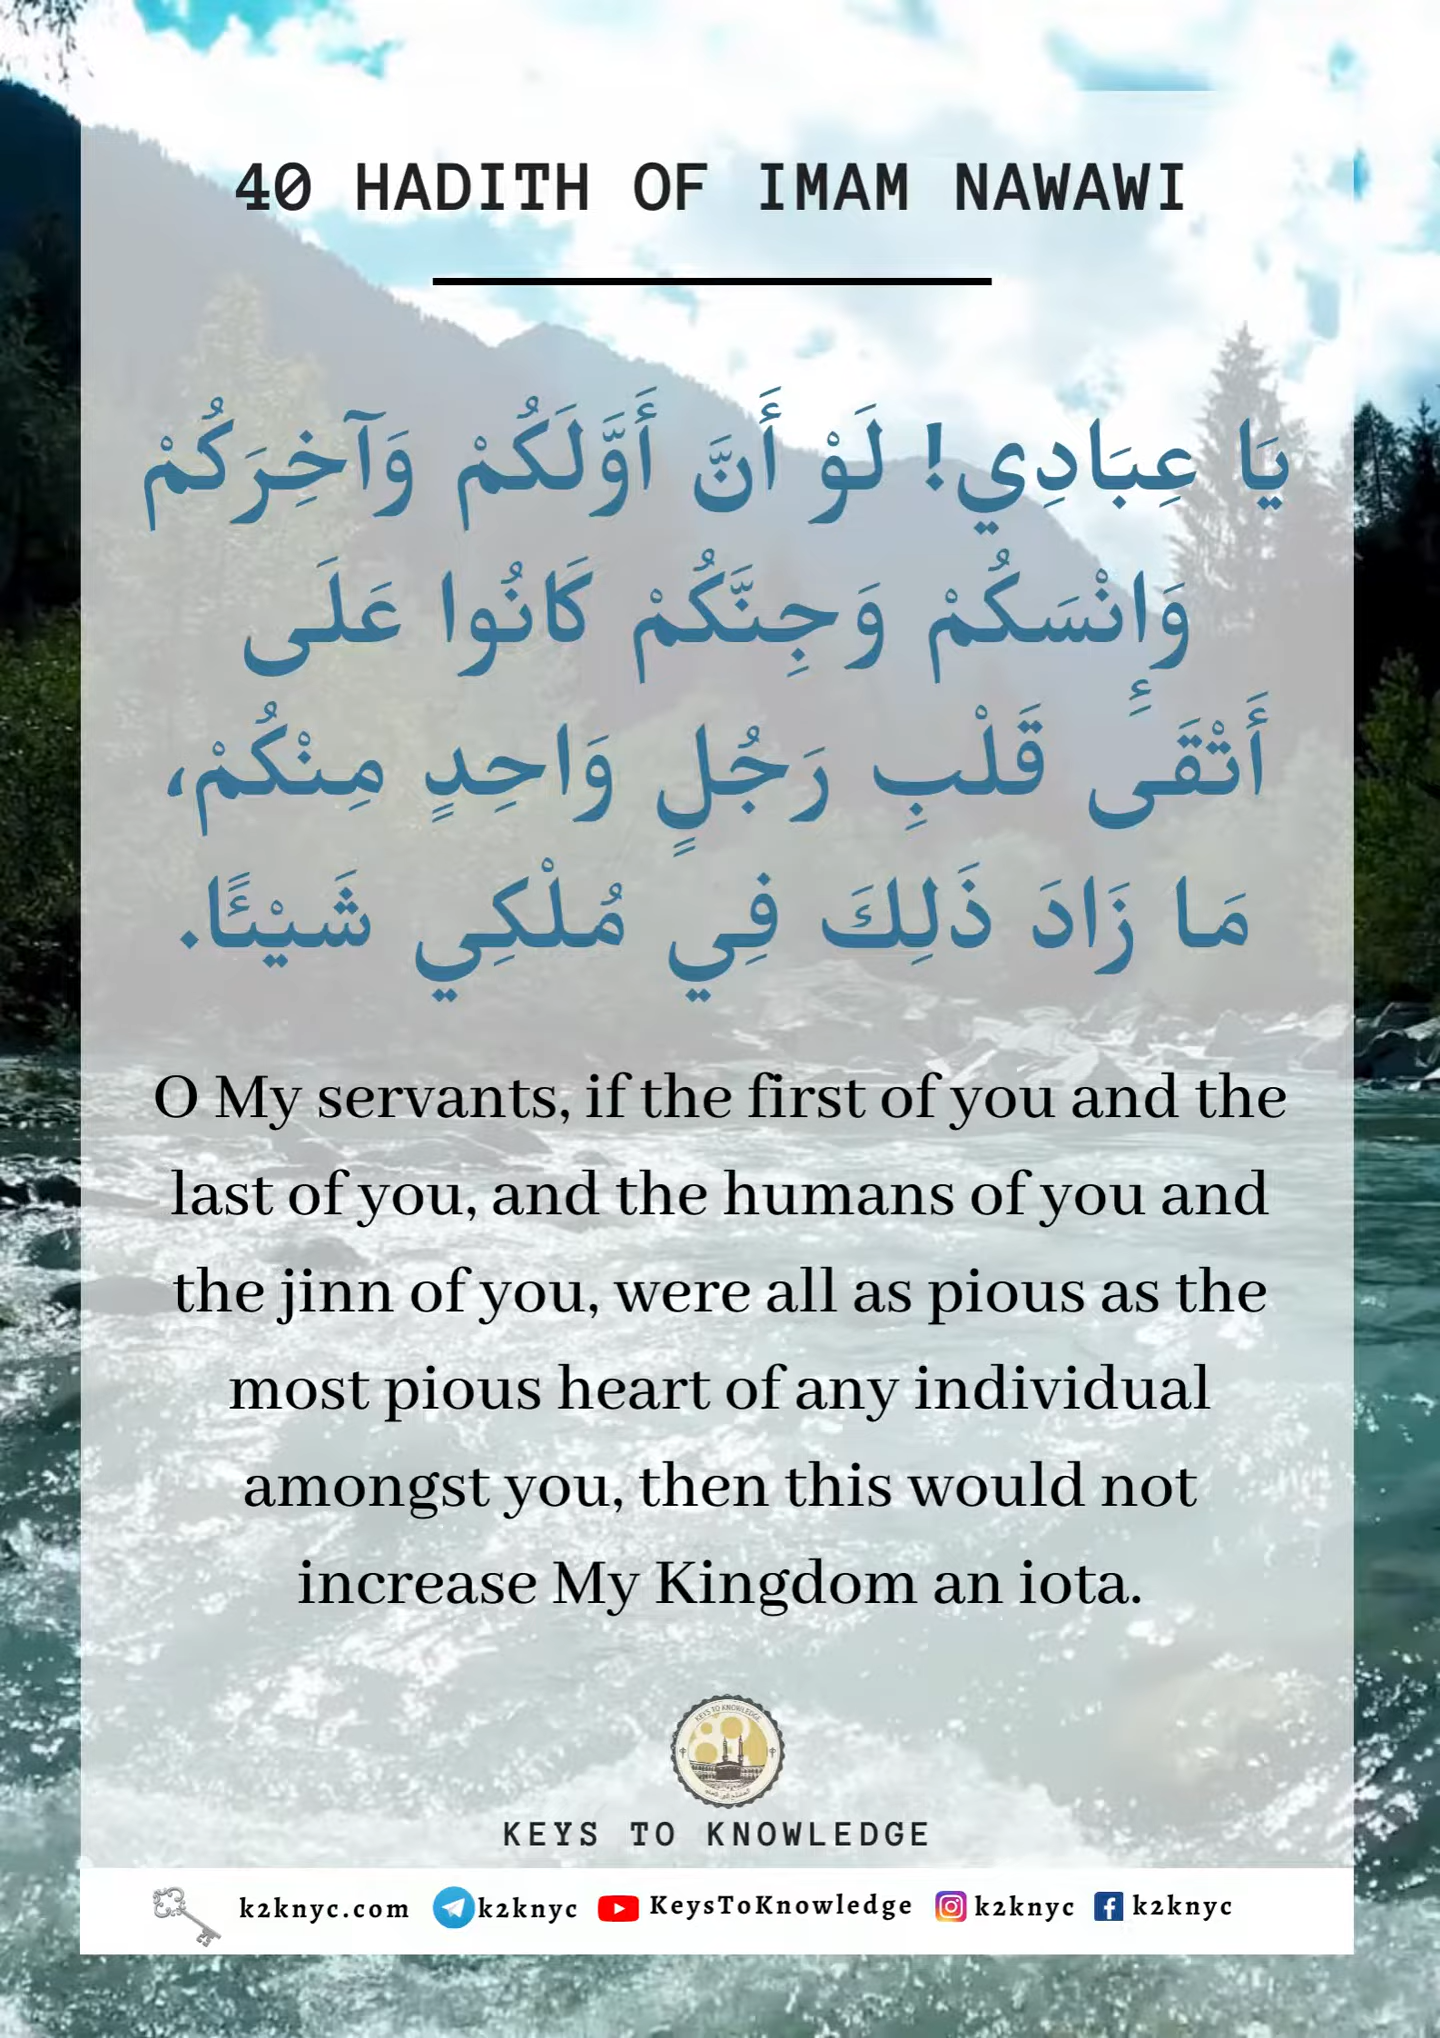 40 HADITH OF IMAM NAWAWI
يَا عِبَادِي! لَوْ أَنَّ أَوَّلَكُمْ وَآخِرَكُمْ
وَإِنْسَكُمْ وَجِنَّكُمْ كَانُوا عَلَى
أَتْقَى قَلْبِ رَجُلٍ وَاحِدٍ مِنْكُمْ،
مَا زَادَ ذَلِكَ فِي مُلْكِي شَيْئًا.
O My servants, if the first of you and the
last of you, and the humans of you and
the jinn of you, were all as pious as the
most pious heart of any individual
amongst you, then this would not
increase My Kingdom an iota.
KEYS TO KNOWLEDGE
KEYS TO KNOWLEDGE
k2knyc.com k2knyc KeysToKnowledge k2knyc k2knyc